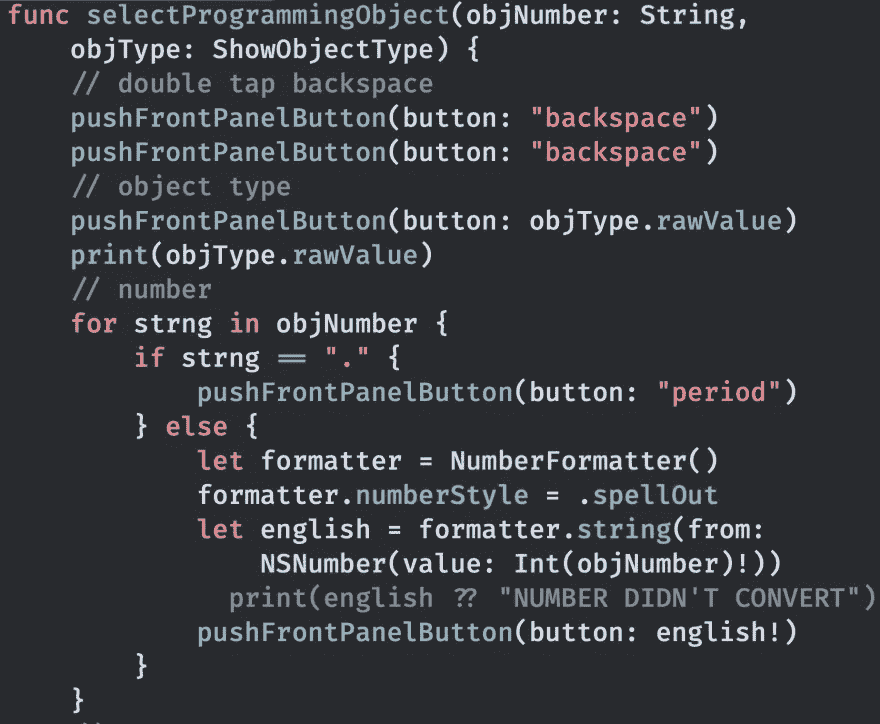 func selectProgrammingObject(objNumber: String,
objType: ShowObjectType) {
// double tap backspace
pushFrontPanelButton(button: "backspace")
pushFrontPanelButton(button: "backspace")
// object type
pushFrontPanelButton(button: objType.rawValue)
print(objType.rawValue)
// number
for strng in objNumber {
if strng == "." {
pushFrontPanelButton(button: "period")
} else {
let formatter = NumberFormatter()
formatter.numberStyle = .spellOut
let english = formatter.string(from:
NSNumber(value: Int(objNumber)!))
print(english ?? "NUMBER DIDN'T CONVERT")
pushFrontPanelButton(button: english!)
}
}